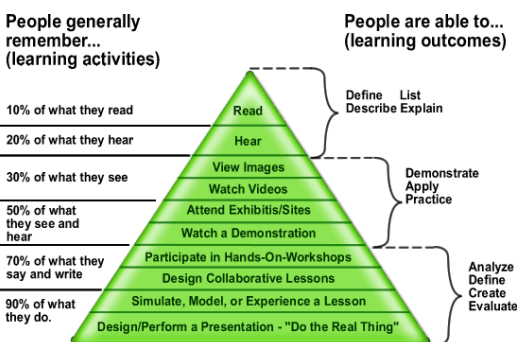 People generally
remember...
(learning activities)
People are able to...
(learning outcomes)
10% of what they read
20% of what they hear
30% of what they see
50% of what
they see and
hear
70% of what they
say and write
90% of what
they do.
Read
Hear
View Images
Watch Videos
Attend Exhibitis/Sites
Watch a Demonstration
Participate in Hands-On-Workshops
Design Collaborative Lessons
Simulate, Model, or Experience a Lesson
Design/Perform a Presentation - "Do the Real Thing"
Define List
Describe Explain
Demonstrate
Apply
Practice
Analyze
Define
Create
Evaluate